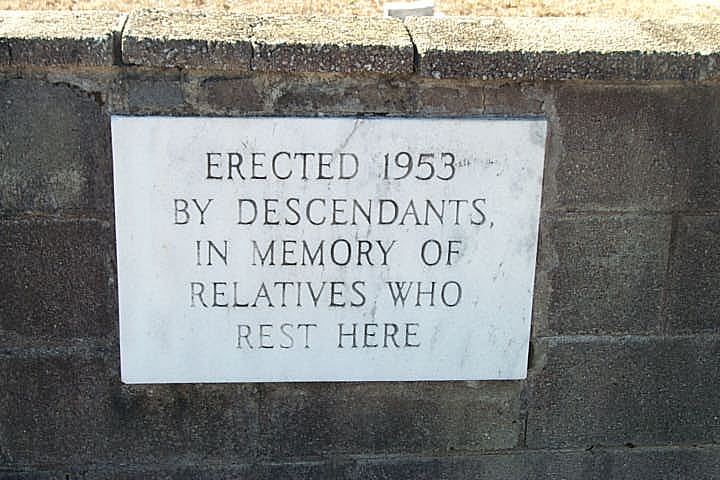 ERECTED 1953
BY DESCENDANTS,
IN MEMORY OF
RELATIVES WHO
REST HERE